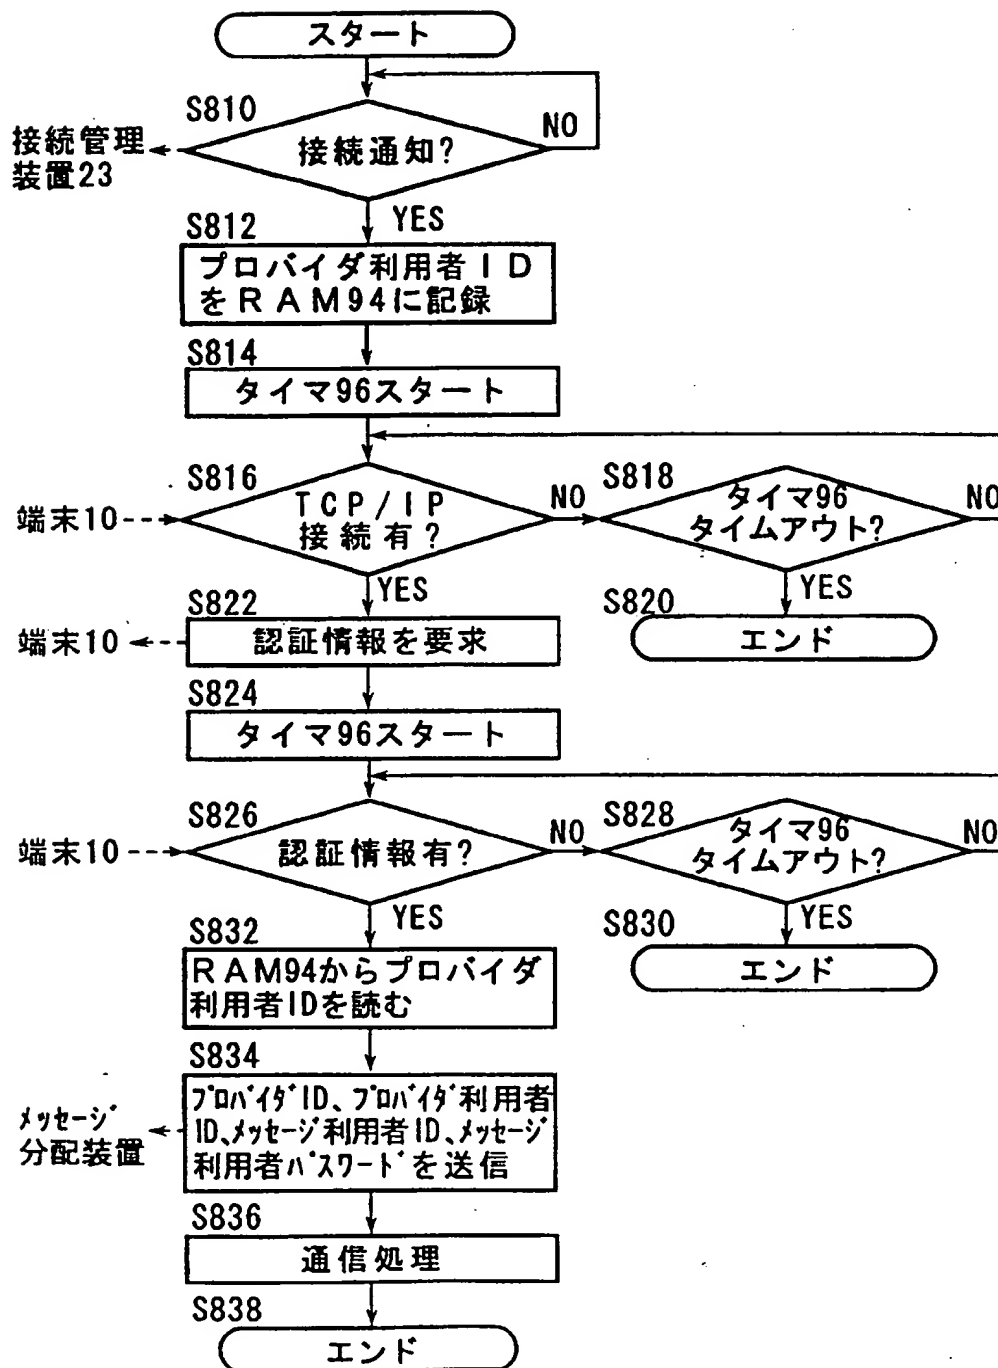 スタート
S810
接続通知?
NO
接続管理
装置23
YES
S812
プロバイダ利用者ID
をRAM94に記録
S814
タイマ96スタート
S816
TCP/IP
接続有?
端末10
NO
S818
タイマ96
タイムアウト?
NO
YES
YES
S820
エンド
S822
認証情報を要求
端末10
S824
タイマ96スタート
S826
認証情報有?
端末10
NO
S828
タイマ96
タイムアウト?
NO
YES
YES
S830
エンド
S832
RAM94からプロバイダ
利用者IDを読む
S834
プロバイダID、プロバイダ利用者
ID、メッセージ利用者ID、メッセージ
利用者パスワードを送信
メッセージ
分配装置
S836
通信処理
S838
エンド